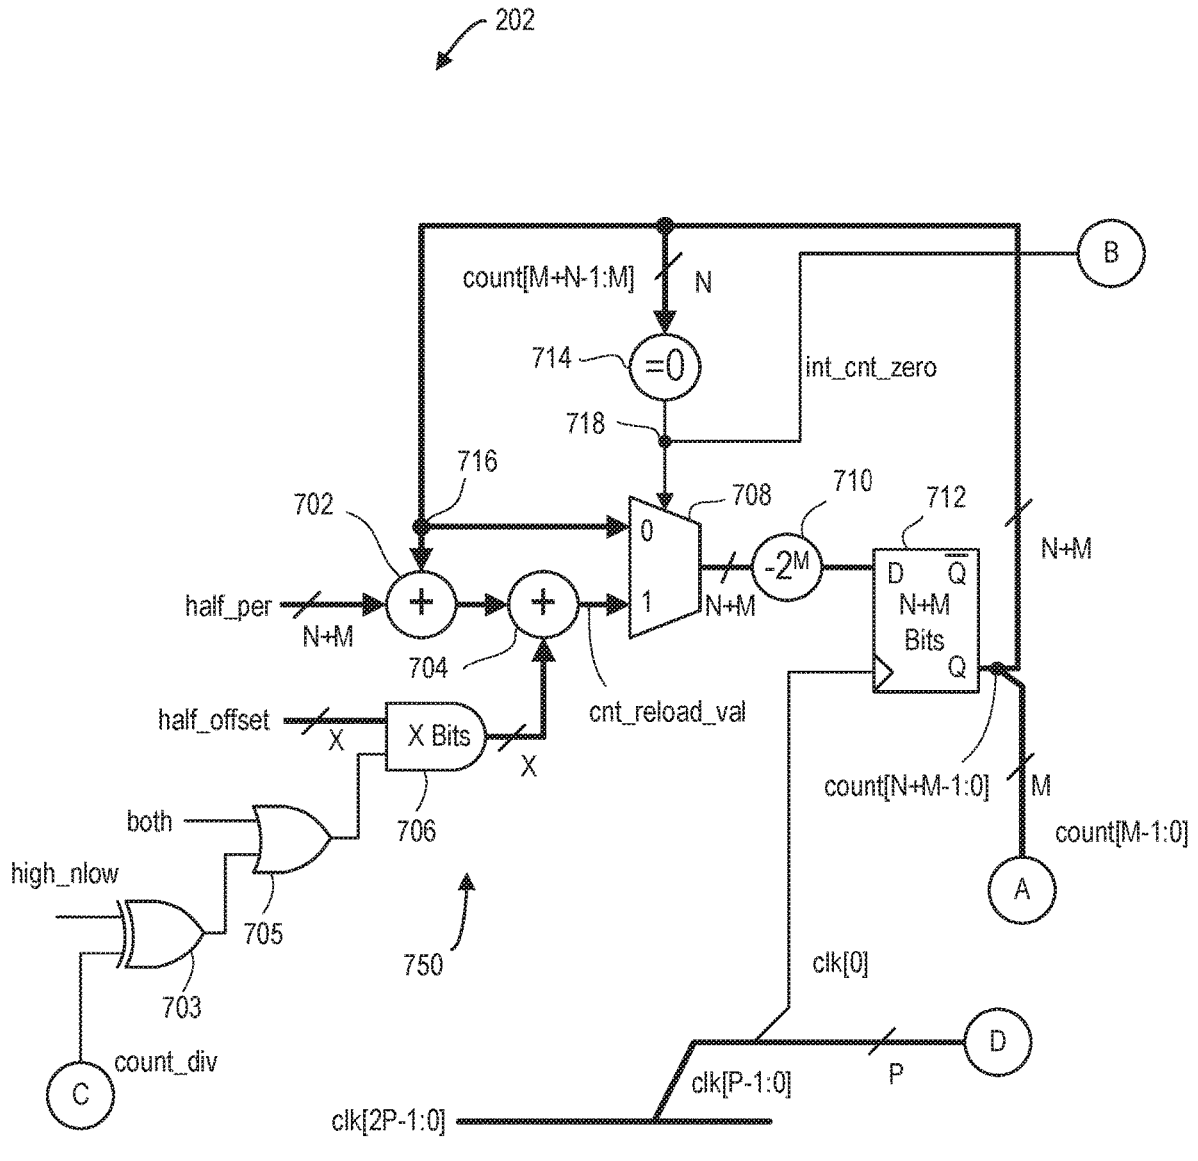 202
B
count[M+N-1:M]
N
714
=0
int_cnt_zero
718
716
702
708
710
712
0
-2ᴹ
D Q̅
N+M
Bits
Q
N+M
half_per
N+M
+
+
1
N+M
704
cnt_reload_val
half_offset
X
X Bits
X
706
count[N+M-1:0]
M
count[M-1:0]
both
high_nlow
705
A
703
750
clk[0]
count_div
C
D
clk[P-1:0]
P
clk[2P-1:0]